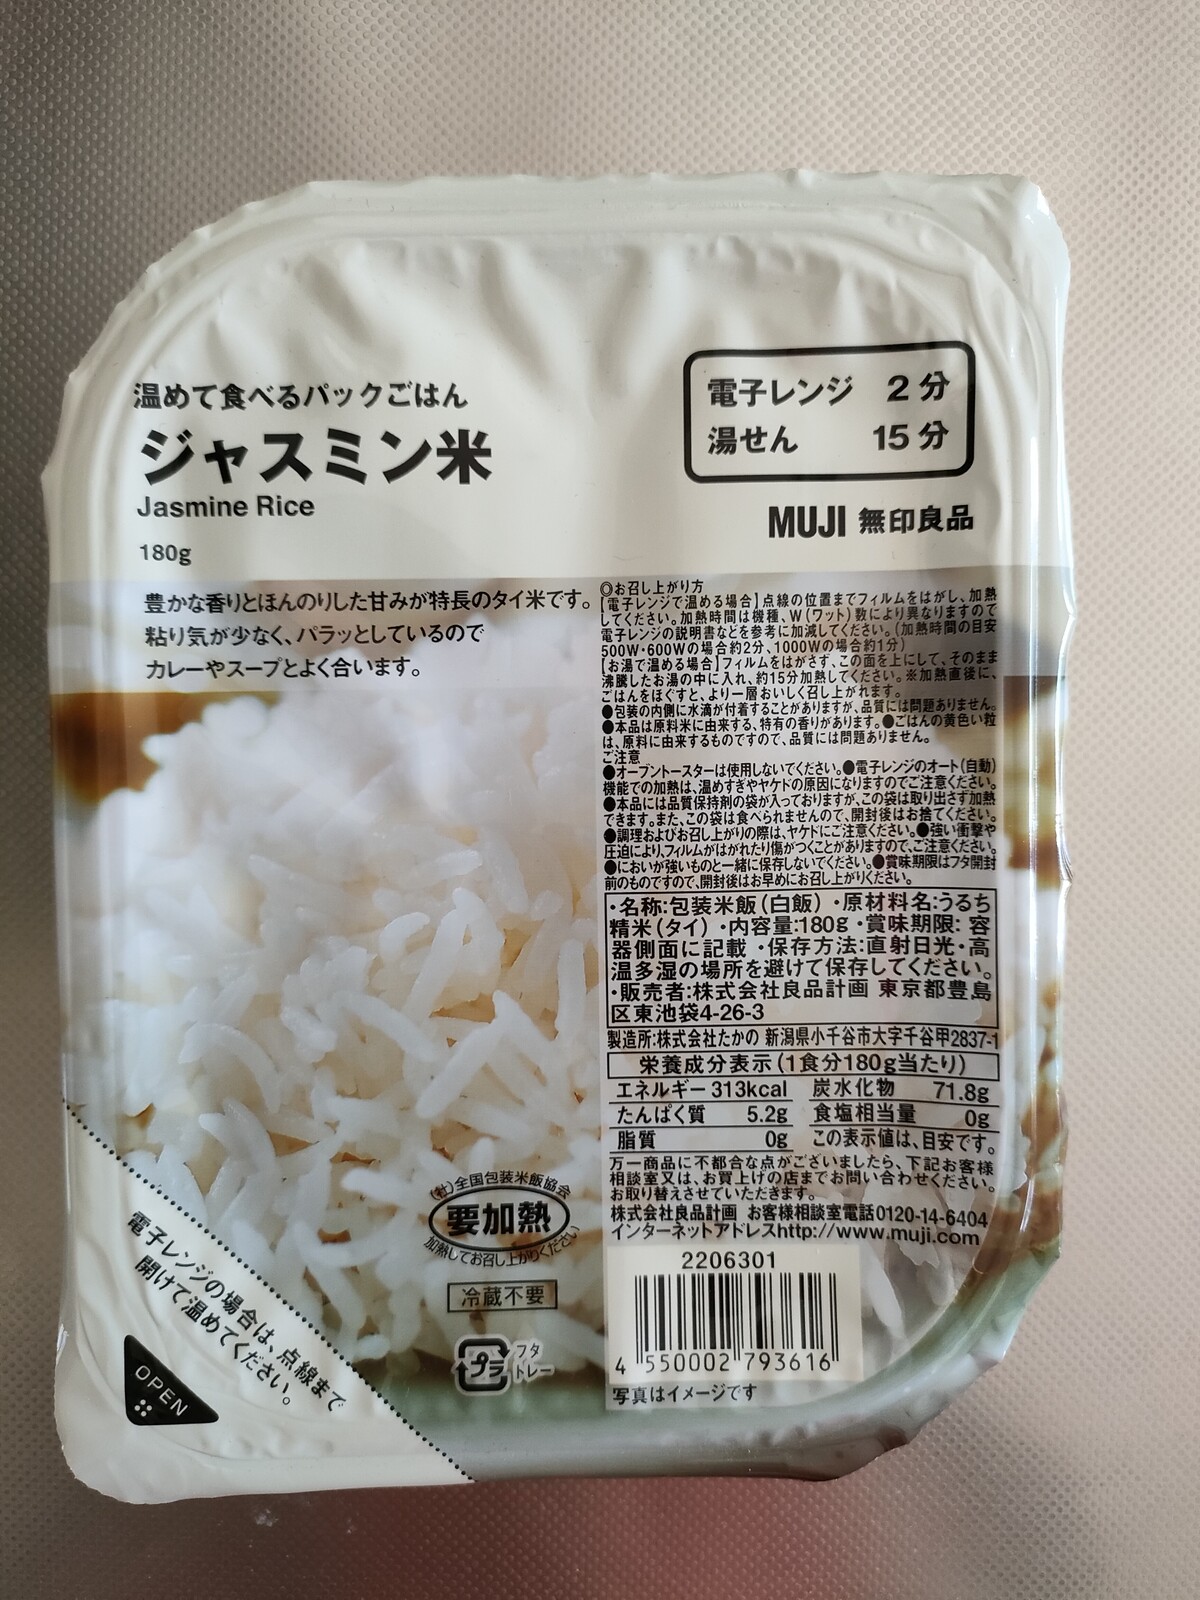 温めて食べるパックごはん
ジャスミン米
Jasmine Rice
180g
電子レンジ 2分
湯せん 15分
MUJI 無印良品
豊かな香りとほんのりした甘みが特長のタイ米です。
粘り気が少なく、パラッとしているので
カレーやスープとよく合います。
◎お召し上がり方
【電子レンジで温める場合】点線の位置までフィルムをはがし、加熱
してください。加熱時間は機種、W(ワット)数により異なりますので
電子レンジの説明書などを参考に加減してください。(加熱時間の目安
500W・600Wの場合約2分、1000Wの場合約1分)
【お湯で温める場合】フィルムをはがさず、この面を上にして、そのまま
沸騰したお湯の中に入れ、約15分加熱してください。※加熱直後に、
ごはんをほぐすと、より一層おいしく召し上がれます。
●包装の内側に水滴が付着することがありますが、品質には問題ありません。
●本品は原料米に由来する、特有の香りがあります。●ごはんの黄色い粒
は、原料に由来するものですので、品質には問題ありません。
ご注意
●オーブントースターは使用しないでください。●電子レンジのオート(自動)
機能での加熱は、温めすぎやヤケドの原因になりますのでご注意ください。
●本品には品質保持剤の袋が入っておりますが、この袋は取り出さず加熱
できます。また、この袋は食べられませんので、開封後はお捨てください。
●調理およびお召し上がりの際は、ヤケドにご注意ください。●強い衝撃や
圧迫により、フィルムがはがれたり傷がつくことがありますので、ご注意ください。
●においが強いものと一緒に保存しないでください。●賞味期限はフタ開封
前のものですので、開封後はお早めにお召し上がりください。
・名称:包装米飯(白飯) ・原材料名:うるち
精米(タイ) ・内容量:180g ・賞味期限: 容
器側面に記載 ・保存方法:直射日光・高
温多湿の場所を避けて保存してください。
・販売者:株式会社良品計画 東京都豊島
区東池袋4-26-3
製造所:株式会社たかの 新潟県小千谷市大字千谷甲2837-1
栄養成分表示(1食分180g当たり)
エネルギー 313kcal 炭水化物 71.8g
たんぱく質 5.2g 食塩相当量 0g
脂質 0g この表示値は、目安です。
万一商品に不都合な点がございましたら、下記お客様
相談室又は、お買上げの店までお問い合わせください。
お取り替えさせていただきます。
株式会社良品計画 お客様相談室電話0120-14-6404
インターネットアドレスhttp://www.muji.com
2206301
4 550002 793616
写真はイメージです
(社)全国包装米飯協会
要加熱
加熱してお召し上がりください
冷蔵不要
プラ
フタ
トレー
電子レンジの場合は、点線まで
開けて温めてください。
OPEN